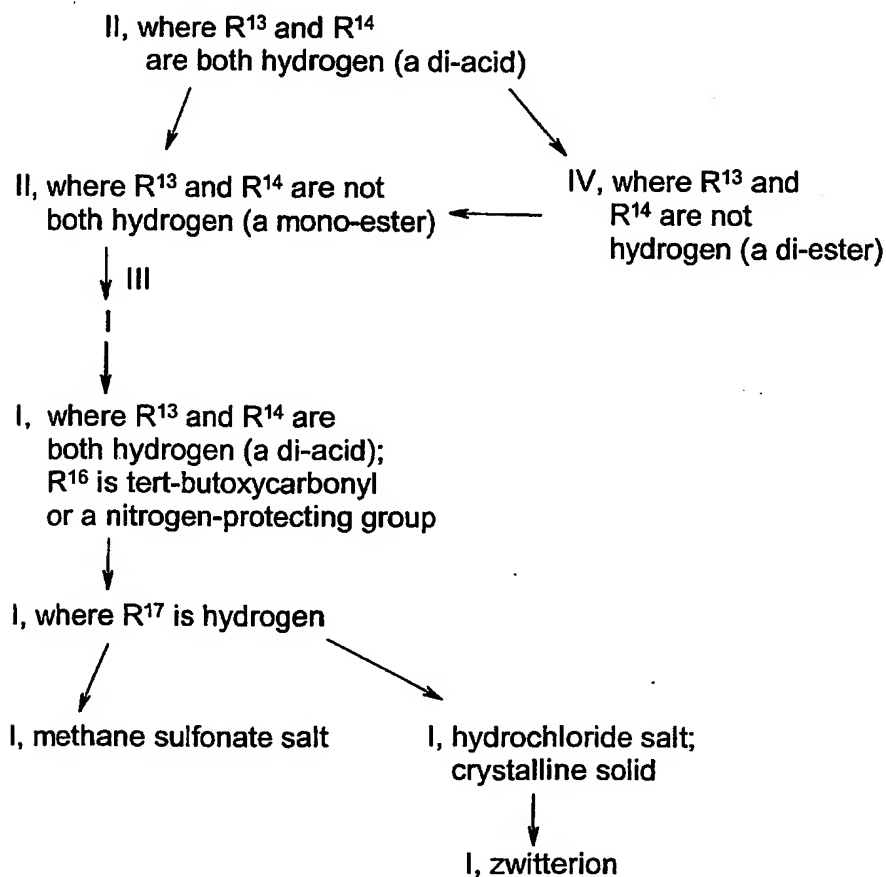 II, where R¹³ and R¹⁴
are both hydrogen (a di-acid)
II, where R¹³ and R¹⁴ are not
both hydrogen (a mono-ester)
IV, where R¹³ and
R¹⁴ are not
hydrogen (a di-ester)
III
I
I, where R¹³ and R¹⁴ are
both hydrogen (a di-acid);
R¹⁶ is tert-butoxycarbonyl
or a nitrogen-protecting group
I, where R¹⁷ is hydrogen
I, methane sulfonate salt
I, hydrochloride salt;
crystalline solid
I, zwitterion